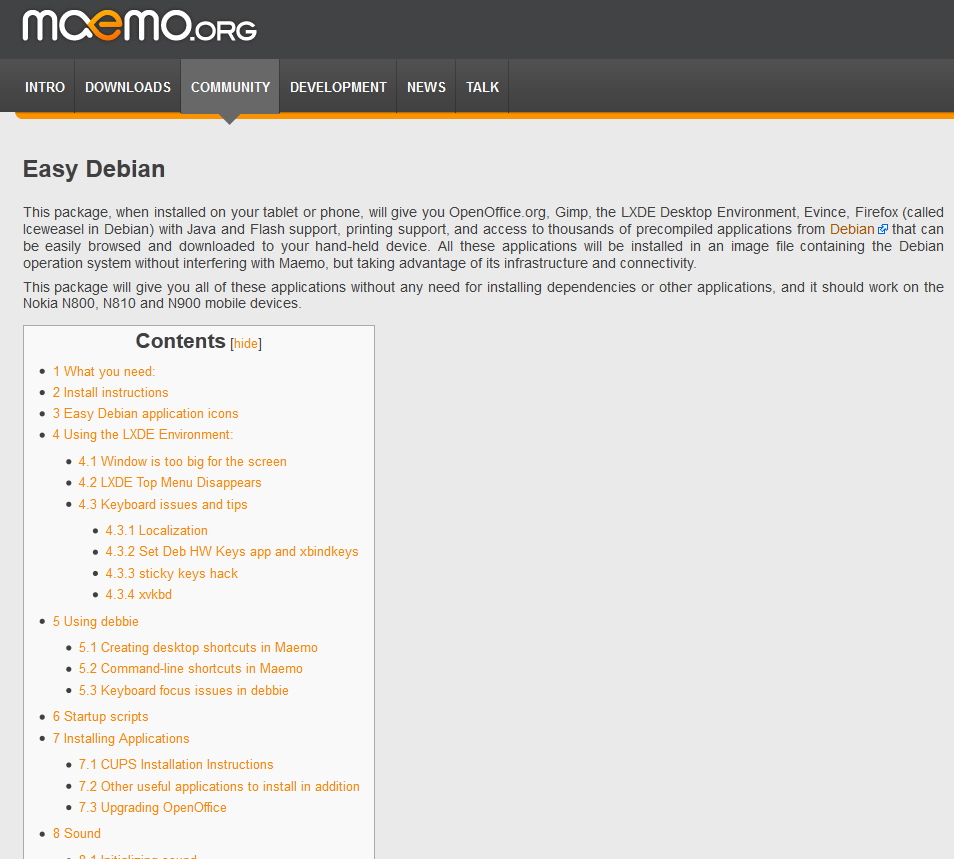 maemo.ORG
INTRO DOWNLOADS COMMUNITY DEVELOPMENT NEWS TALK
Easy Debian
This package, when installed on your tablet or phone, will give you OpenOffice.org, Gimp, the LXDE Desktop Environment, Evince, Firefox (called
Iceweasel in Debian) with Java and Flash support, printing support, and access to thousands of precompiled applications from Debian that can
be easily browsed and downloaded to your hand-held device. All these applications will be installed in an image file containing the Debian
operation system without interfering with Maemo, but taking advantage of its infrastructure and connectivity.
This package will give you all of these applications without any need for installing dependencies or other applications, and it should work on the
Nokia N800, N810 and N900 mobile devices.
Contents [hide]
1 What you need:
2 Install instructions
3 Easy Debian application icons
4 Using the LXDE Environment:
4.1 Window is too big for the screen
4.2 LXDE Top Menu Disappears
4.3 Keyboard issues and tips
4.3.1 Localization
4.3.2 Set Deb HW Keys app and xbindkeys
4.3.3 sticky keys hack
4.3.4 xvkbd
5 Using debbie
5.1 Creating desktop shortcuts in Maemo
5.2 Command-line shortcuts in Maemo
5.3 Keyboard focus issues in debbie
6 Startup scripts
7 Installing Applications
7.1 CUPS Installation Instructions
7.2 Other useful applications to install in addition
7.3 Upgrading OpenOffice
8 Sound
8.1 Initializing sound